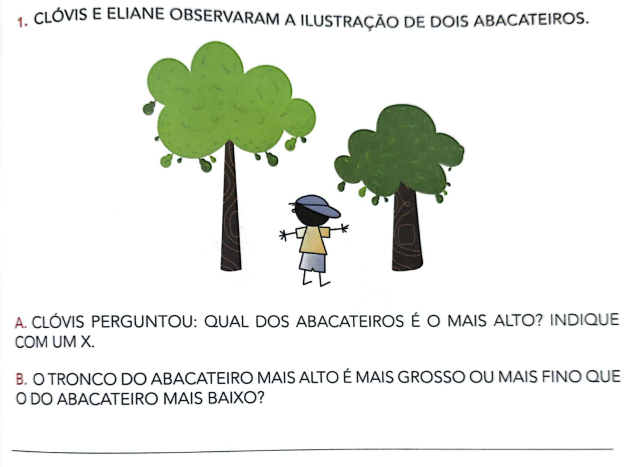 1. CLÓVIS E ELIANE OBSERVARAM A ILUSTRAÇÃO DE DOIS ABACATEIROS.
A. CLÓVIS PERGUNTOU: QUAL DOS ABACATEIROS É O MAIS ALTO? INDIQUE
COM UM X.
B. O TRONCO DO ABACATEIRO MAIS ALTO É MAIS GROSSO OU MAIS FINO QUE
O DO ABACATEIRO MAIS BAIXO?